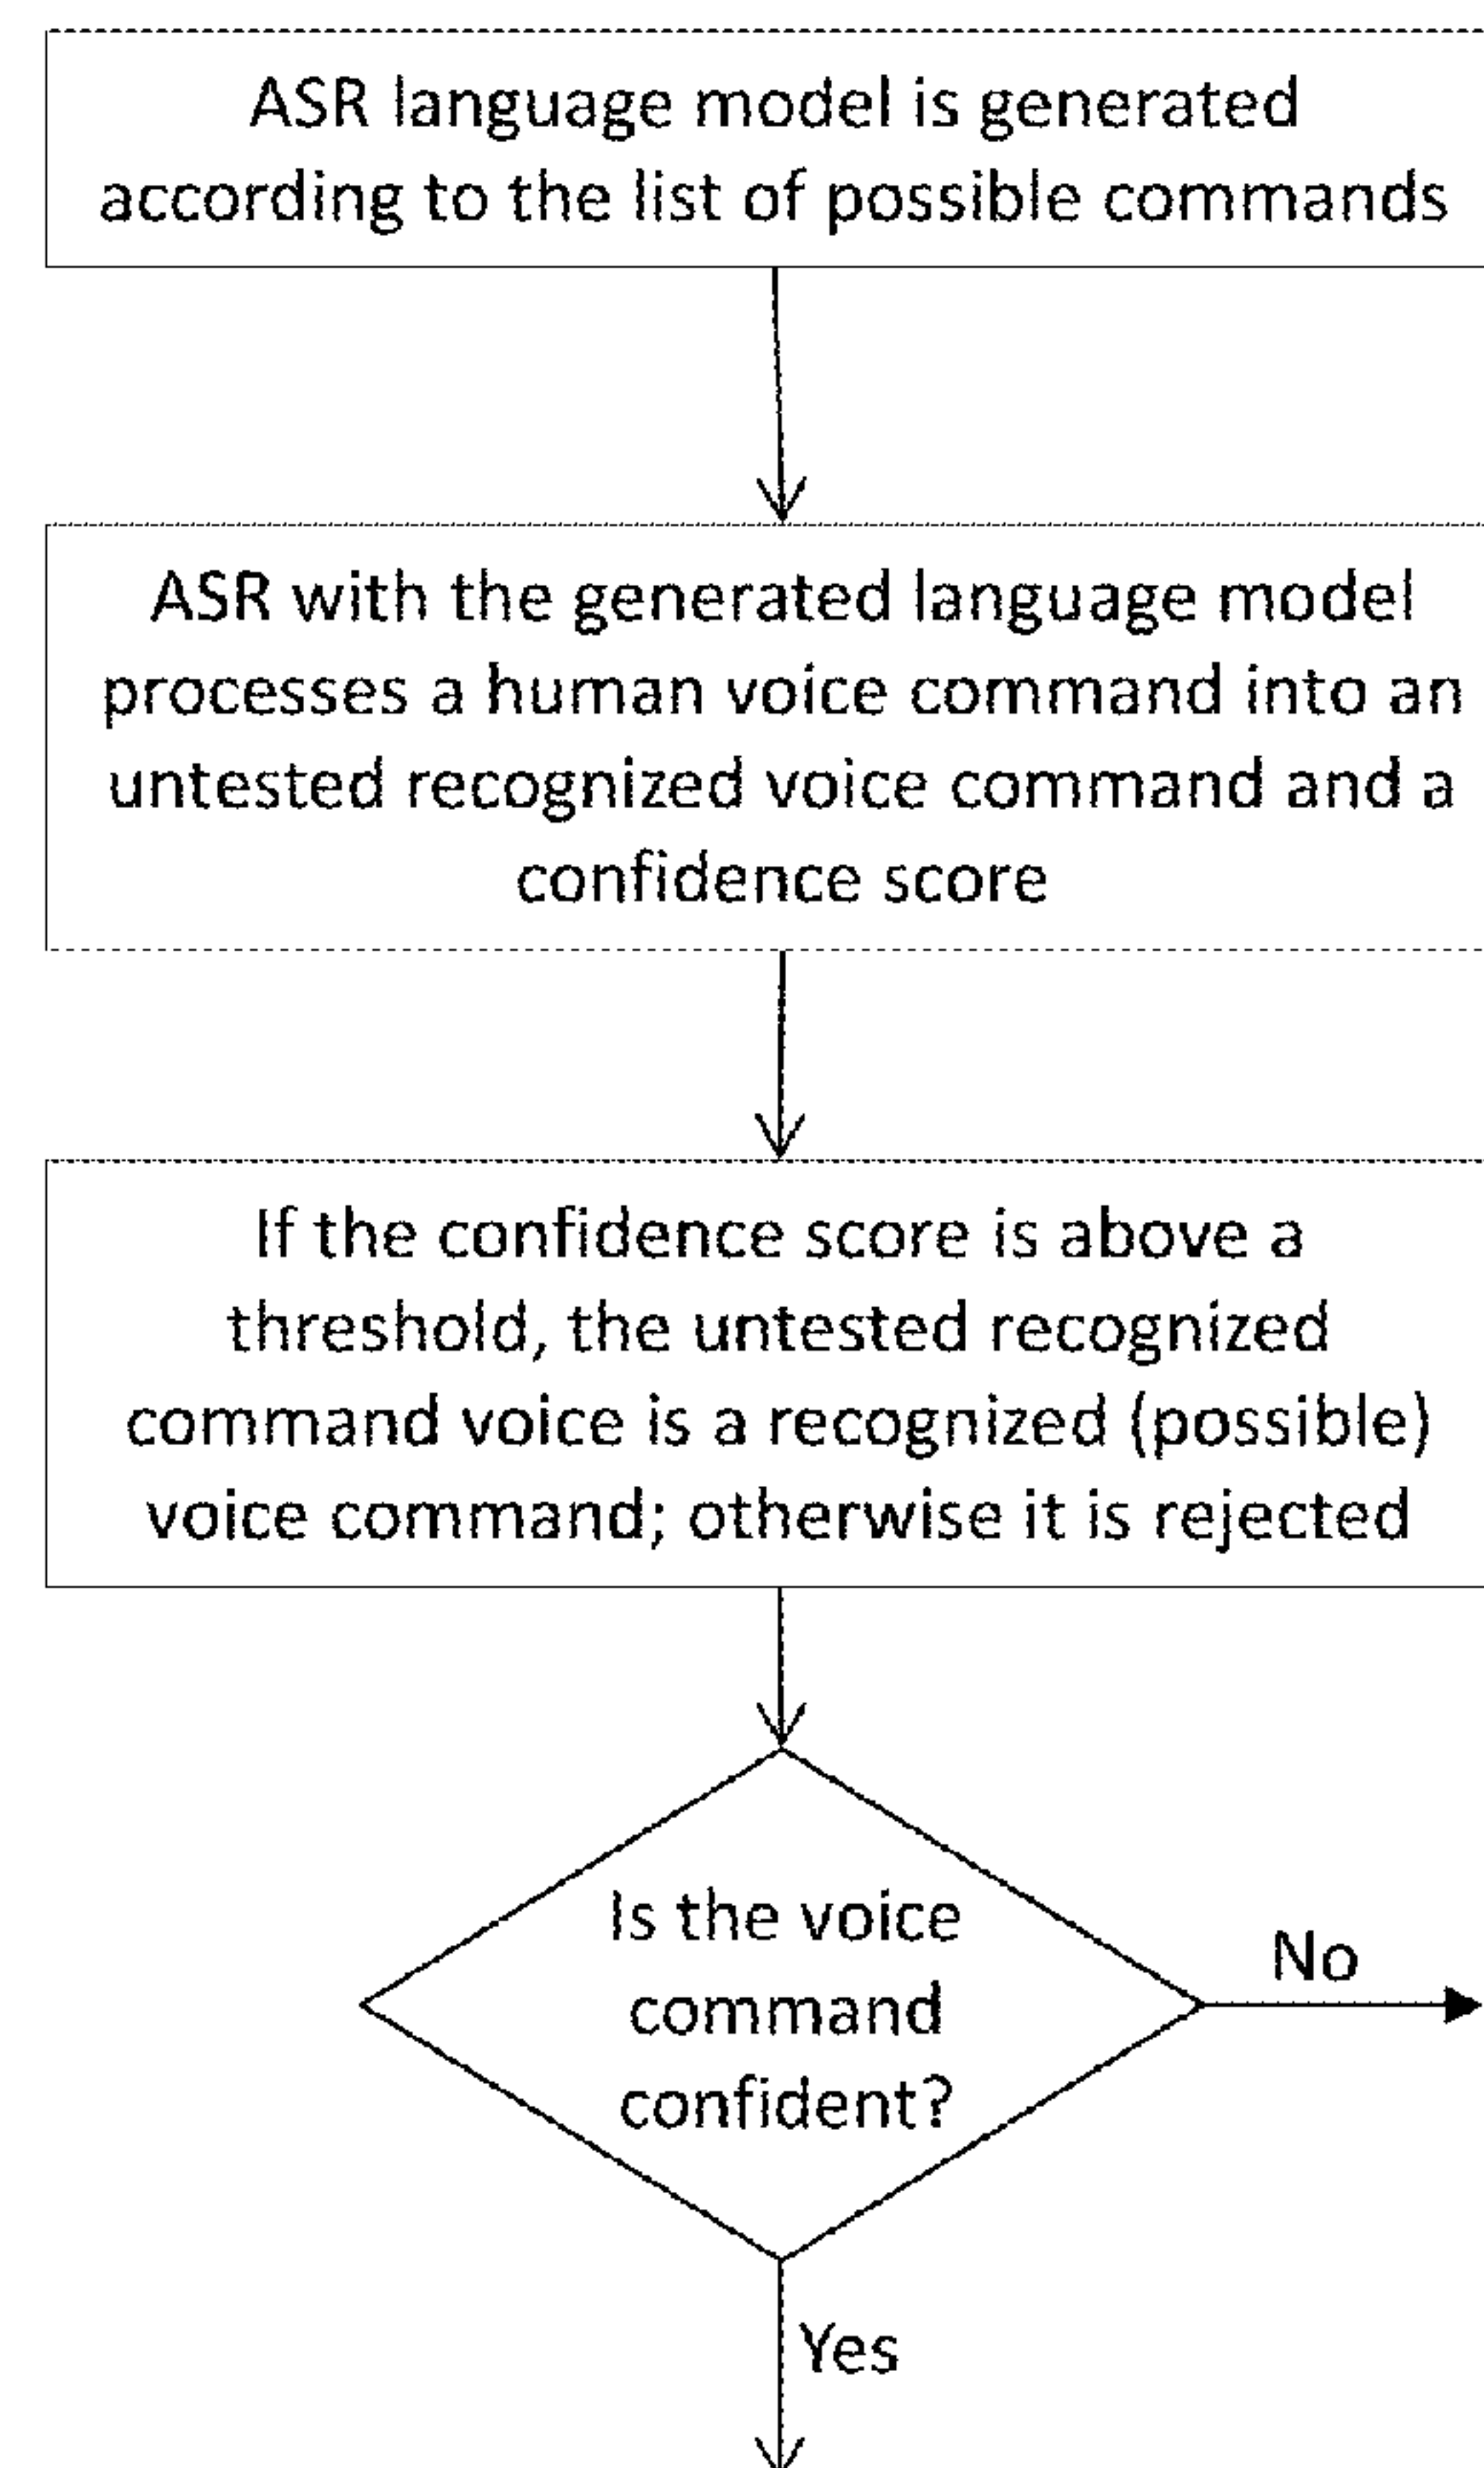 ASR language model is generated
according to the list of possible commands
ASR with the generated language model
processes a human voice command into an
untested recognized voice command and a
confidence score
If the confidence score is above a
threshold, the untested recognized
command voice is a recognized (possible)
voice command; otherwise it is rejected
Is the voice
command
confident?
No
Yes